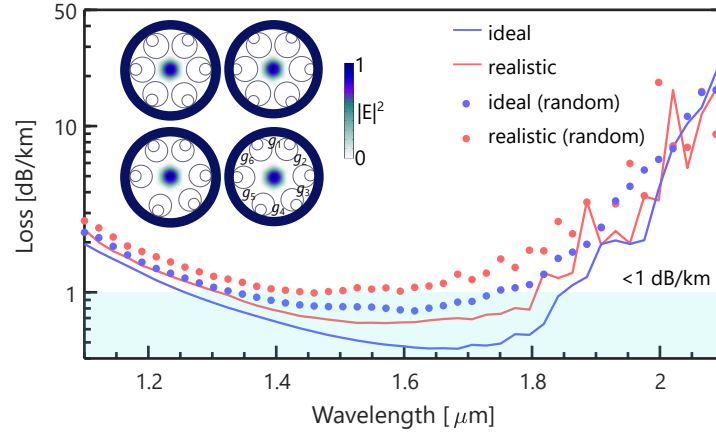 50
10
1
Loss [dB/km]
1
|E|²
0
g₁
g₂
g₃
g₄
g₅
g₆
ideal
realistic
ideal (random)
realistic (random)
<1 dB/km
1.2
1.4
1.6
1.8
2
Wavelength [ μm]